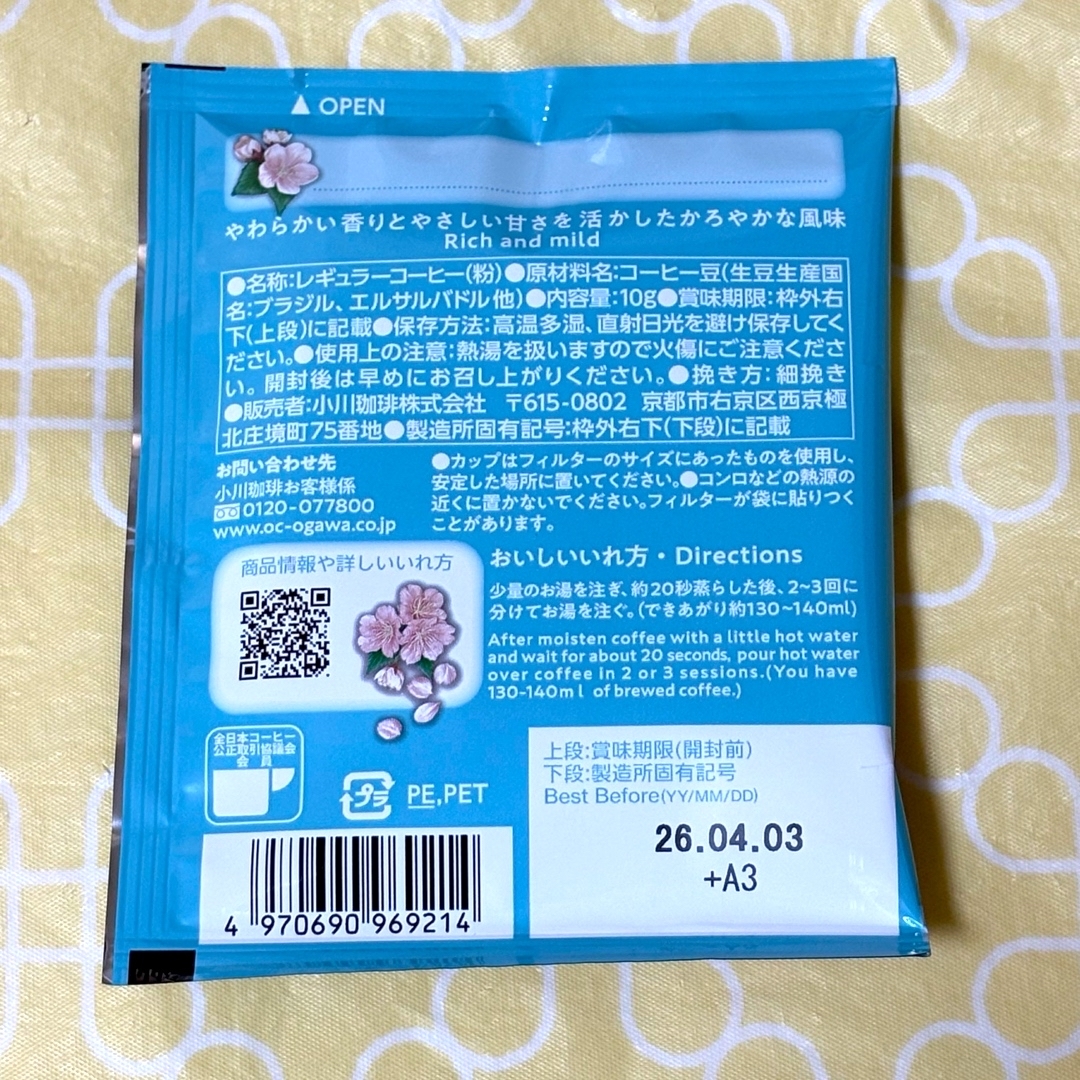 ▲ OPEN
やわらかい香りとやさしい甘さを活かしたかろやかな風味
Rich and mild
●名称:レギュラーコーヒー(粉)●原材料名:コーヒー豆(生豆生産国
名:ブラジル、エルサルバドル他)●内容量:10g●賞味期限:枠外右
下(上段)に記載●保存方法:高温多湿、直射日光を避け保存してく
ださい。●使用上の注意:熱湯を扱いますので火傷にご注意くださ
い。開封後は早めにお召し上がりください。●挽き方:細挽き
●販売者:小川珈琲株式会社 〒615-0802 京都市右京区西京極
北庄境町75番地●製造所固有記号:枠外右下(下段)に記載
お問い合わせ先
小川珈琲お客様係
0120-077800
www.oc-ogawa.co.jp
●カップはフィルターのサイズにあったものを使用し、
安定した場所に置いてください。●コンロなどの熱源の
近くに置かないでください。フィルターが袋に貼りつく
ことがあります。
商品情報や詳しいいれ方
おいしいいれ方・Directions
少量のお湯を注ぎ、約20秒蒸らした後、2~3回に
分けてお湯を注ぐ。(できあがり約130~140ml)
After moisten coffee with a little hot water
and wait for about 20 seconds, pour hot water
over coffee in 2 or 3 sessions.(You have
130-140ml of brewed coffee.)
全日本コーヒー
公正取引協議会
会員
プラ
PE,PET
上段:賞味期限(開封前)
下段:製造所固有記号
Best Before(YY/MM/DD)
26.04.03
+A3
4 970690 969214